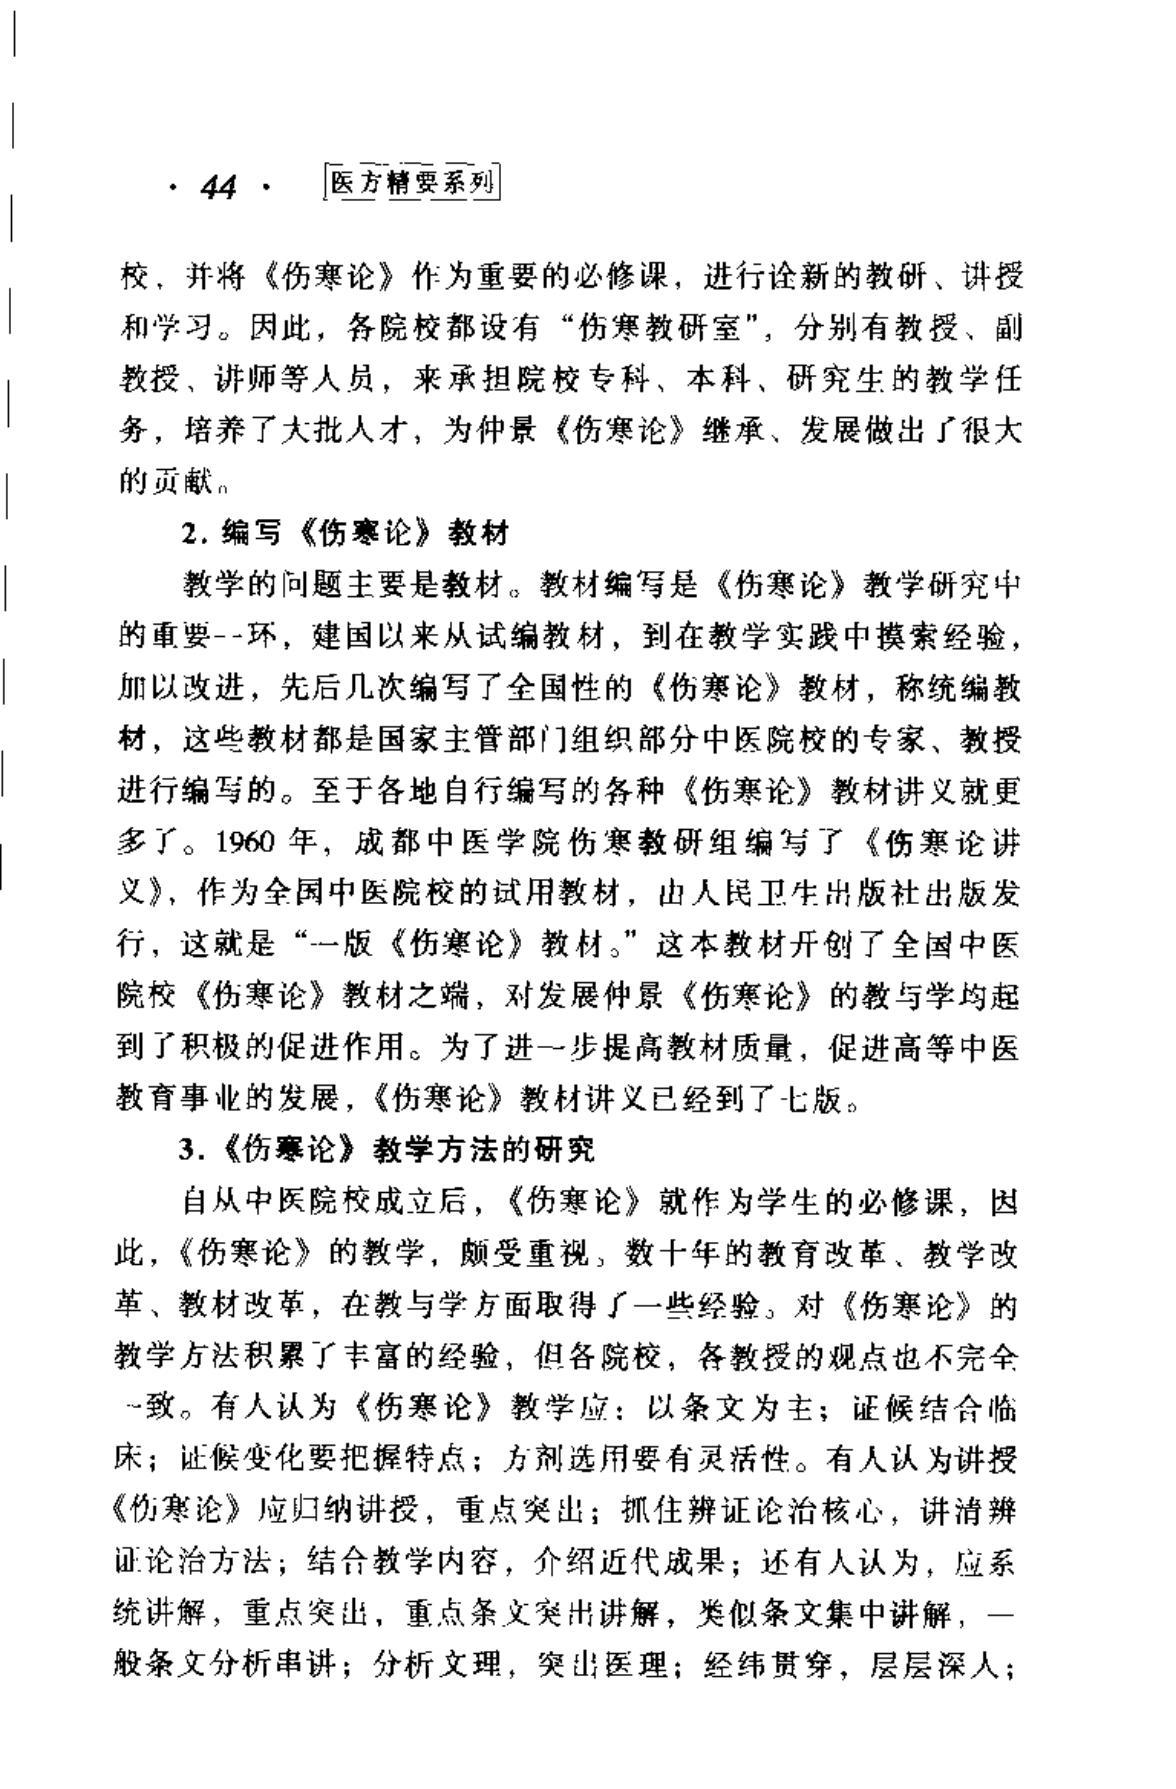 · 44 · 医方精要系列
校，并将《伤寒论》作为重要的必修课，进行诠新的教研、讲授
和学习。因此，各院校都设有“伤寒教研室”，分别有教授、副
教授、讲师等人员，来承担院校专科、本科、研究生的教学任
务，培养了大批人才，为仲景《伤寒论》继承、发展做出了很大
的贡献。
2. 编写《伤寒论》教材
教学的问题主要是教材。教材编写是《伤寒论》教学研究中
的重要一环，建国以来从试编教材，到在教学实践中摸索经验，
加以改进，先后几次编写了全国性的《伤寒论》教材，称统编教
材，这些教材都是国家主管部门组织部分中医院校的专家、教授
进行编写的。至于各地自行编写的各种《伤寒论》教材讲义就更
多了。1960 年，成都中医学院伤寒教研组编写了《伤寒论讲
义》，作为全国中医院校的试用教材，由人民卫生出版社出版发
行，这就是“一版《伤寒论》教材。”这本教材开创了全国中医
院校《伤寒论》教材之端，对发展仲景《伤寒论》的教与学均起
到了积极的促进作用。为了进一步提高教材质量，促进高等中医
教育事业的发展，《伤寒论》教材讲义已经到了七版。
3.《伤寒论》教学方法的研究
自从中医院校成立后，《伤寒论》就作为学生的必修课，因
此，《伤寒论》的教学，颇受重视。数十年的教育改革、教学改
革、教材改革，在教与学方面取得了一些经验。对《伤寒论》的
教学方法积累了丰富的经验，但各院校，各教授的观点也不完全
一致。有人认为《伤寒论》教学应：以条文为主；证候结合临
床；证候变化要把握特点；方剂选用要有灵活性。有人认为讲授
《伤寒论》应归纳讲授，重点突出；抓住辨证论治核心，讲清辨
证论治方法；结合教学内容，介绍近代成果；还有人认为，应系
统讲解，重点突出，重点条文突出讲解，类似条文集中讲解，一
般条文分析串讲；分析文理，突出医理；经纬贯穿，层层深人；